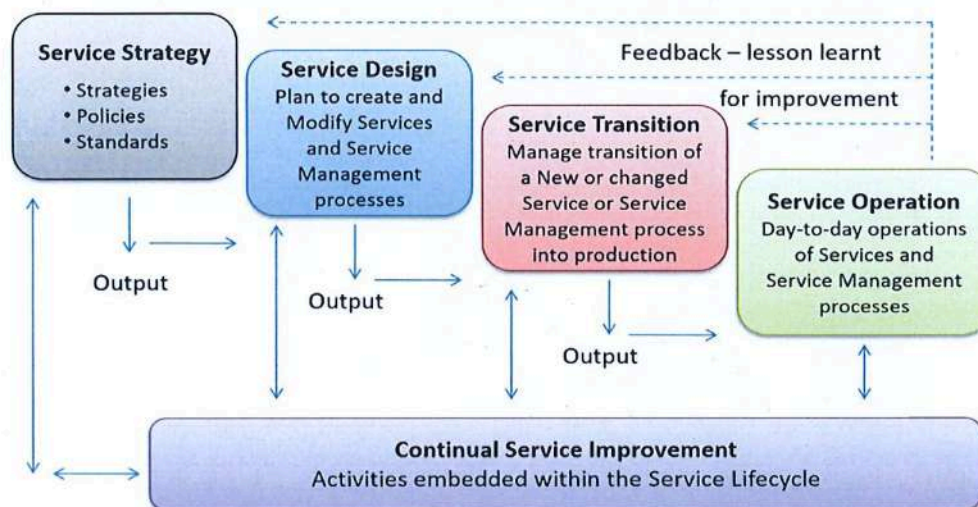 Service Strategy
• Strategies
• Policies
• Standards
Feedback – lesson learnt
for improvement
Service Design
Plan to create and
Modify Services
and Service
Management
processes
Service Transition
Manage transition of
a New or changed
Service or Service
Management process
into production
Service Operation
Day-to-day operations
of Services and
Service Management
processes
Output
Output
Output
Continual Service Improvement
Activities embedded within the Service Lifecycle